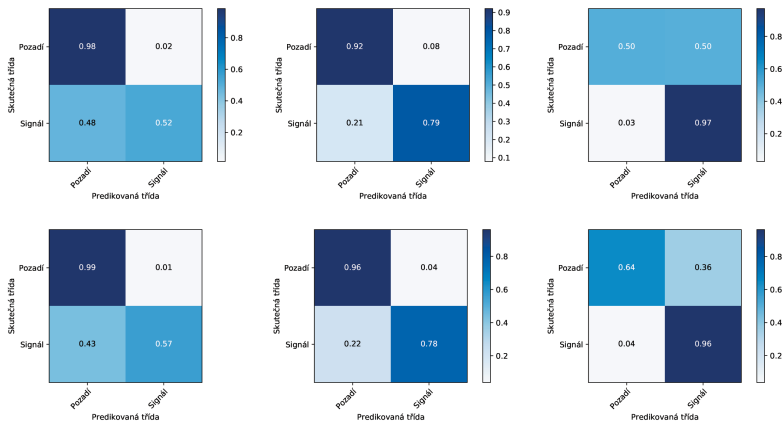 Skutečná třída
Pozadí
Signál
0.98
0.02
0.48
0.52
Pozadí
Signál
Predikovaná třída
0.8
0.6
0.4
0.2
Skutečná třída
Pozadí
Signál
0.92
0.08
0.21
0.79
Pozadí
Signál
Predikovaná třída
0.9
0.8
0.7
0.6
0.5
0.4
0.3
0.2
0.1
Skutečná třída
Pozadí
Signál
0.50
0.50
0.03
0.97
Pozadí
Signál
Predikovaná třída
0.8
0.6
0.4
0.2
Skutečná třída
Pozadí
Signál
0.99
0.01
0.43
0.57
Pozadí
Signál
Predikovaná třída
0.8
0.6
0.4
0.2
Skutečná třída
Pozadí
Signál
0.96
0.04
0.22
0.78
Pozadí
Signál
Predikovaná třída
0.8
0.6
0.4
0.2
Skutečná třída
Pozadí
Signál
0.64
0.36
0.04
0.96
Pozadí
Signál
Predikovaná třída
0.8
0.6
0.4
0.2